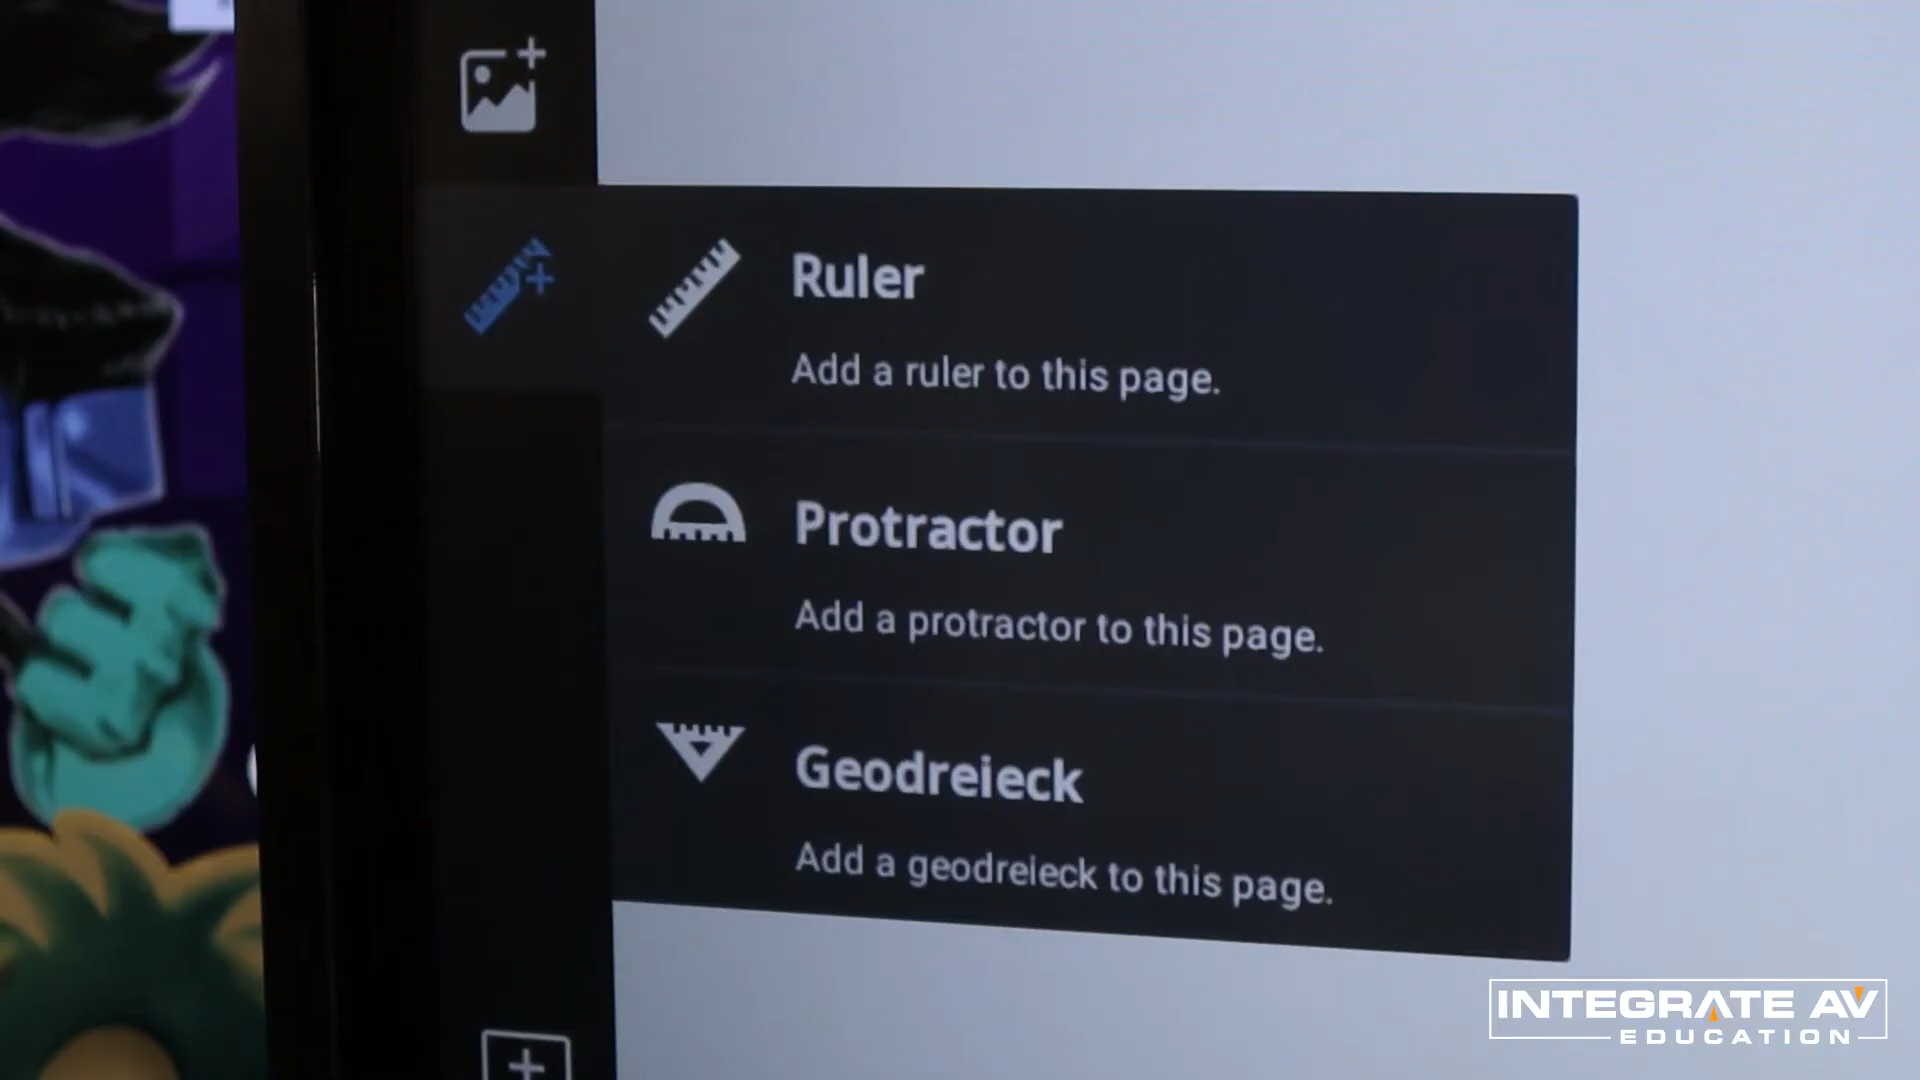 Ruler
Add a ruler to this page.
Protractor
Add a protractor to this page.
Geodreieck
Add a geodreieck to this page.
INTEGRATE AV
EDUCATION